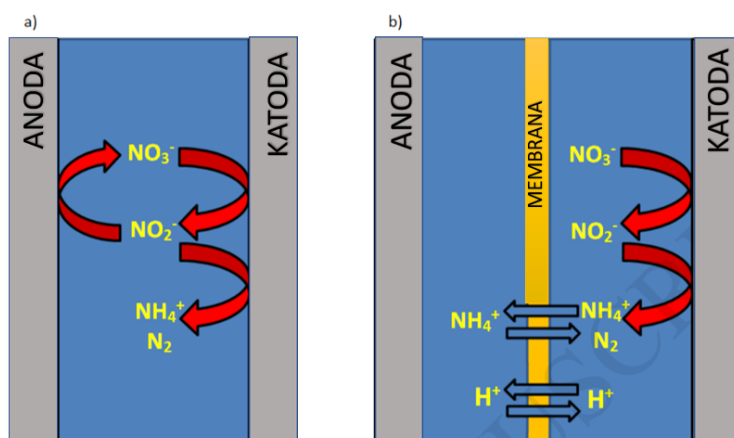 a)
ANODA
KATODA
NO₃⁻
NO₂⁻
NH₄⁺
N₂
b)
ANODA
MEMBRANA
KATODA
NO₃⁻
NO₂⁻
NH₄⁺
NH₄⁺
N₂
H⁺
H⁺